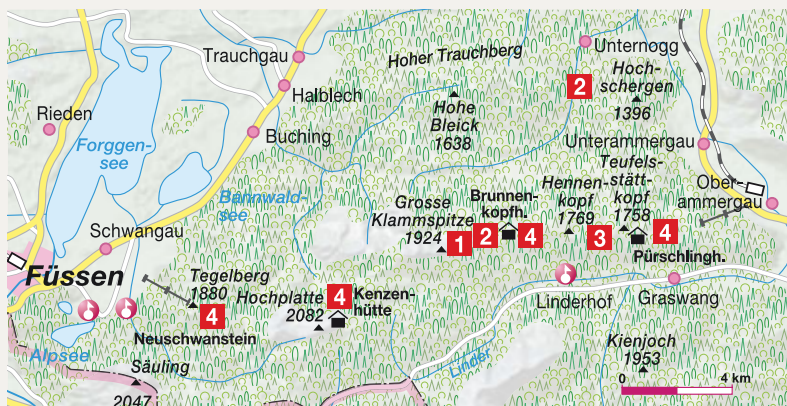 Hoher Trauchberg
Unternogg
Trauchgau
2
Hoch-
schergen
1396
Halblech
Hohe
Bleick
1638
Rieden
Buching
Unterammergau
Forggen-
see
Teufels-
stätt-
kopf
1758
Hennen-
kopf
1769
Ober-
ammergau
Bannwald-
see
Grosse
Klammspitze
1924
Brunnen-
kopfh.
1
2
4
3
4
Pürschlingh.
Schwangau
Füssen
Tegelberg
1880
4
Neuschwanstein
Hochplatte
2082
4
Kenzen-
hütte
Linderhof
Graswang
Alpsee
Säuling
2047
Linder
Kienjoch
1953
0
4 km